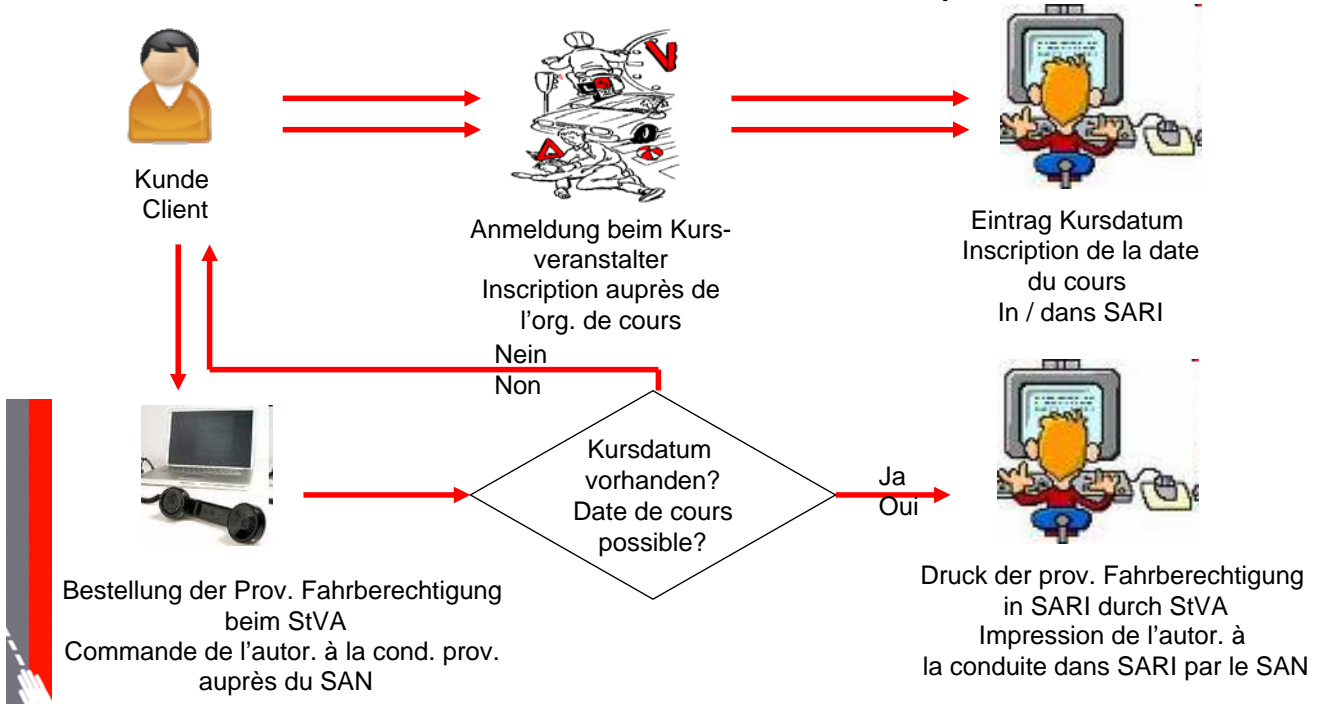 Kunde
Client
Anmeldung beim Kurs-
veranstalter
Inscription auprès de
l'org. de cours
Eintrag Kursdatum
Inscription de la date
du cours
In / dans SARI
Nein
Non
Kursdatum
vorhanden?
Date de cours
possible?
Ja
Oui
Bestellung der Prov. Fahrberechtigung
beim StVA
Commande de l'autor. à la cond. prov.
auprès du SAN
Druck der prov. Fahrberechtigung
in SARI durch StVA
Impression de l'autor. à
la conduite dans SARI par le SAN